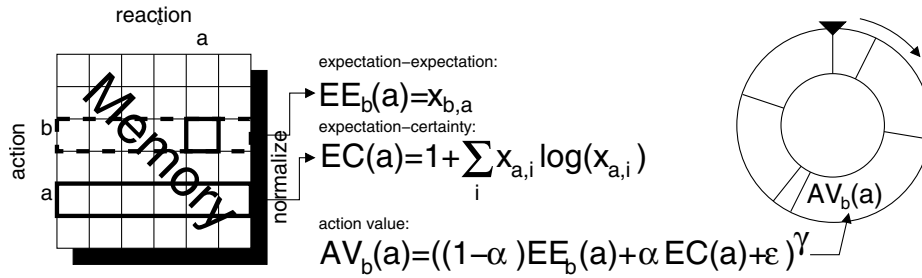 reaction
a
action
b
a
Memory
normalize
expectation–expectation:
EE_b(a)=x_{b,a}
expectation–certainty:
EC(a)=1+∑_i x_{a,i} log(x_{a,i})
action value:
AV_b(a)=((1−α)EE_b(a)+α EC(a)+ε)^γ
AV_b(a)